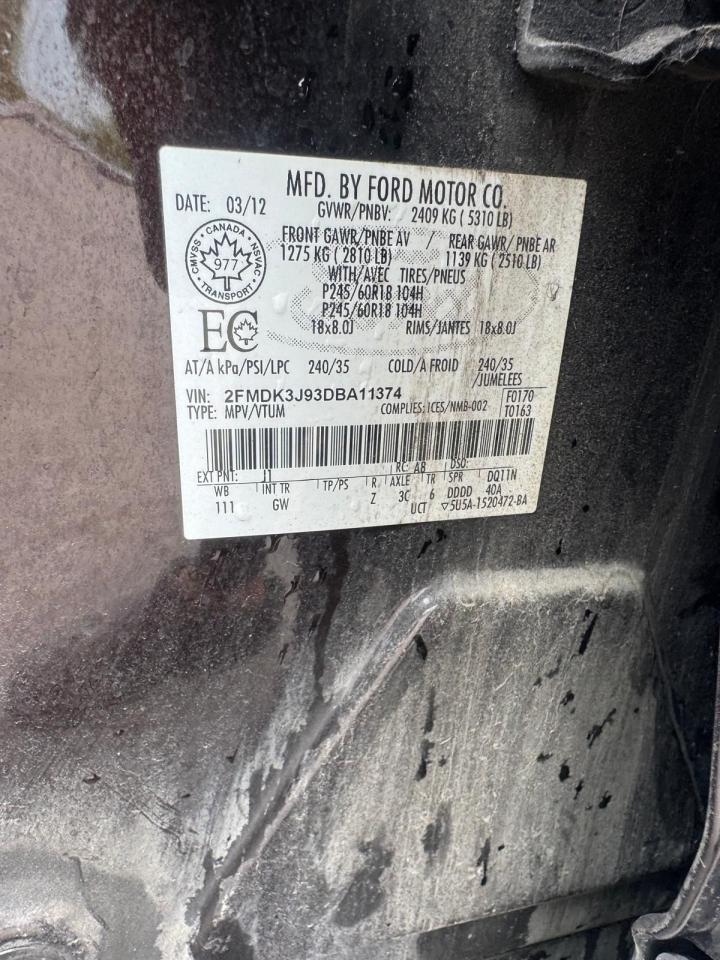 MFD. BY FORD MOTOR CO.
DATE: 03/12
GVWR/PNBV: 2409 KG ( 5310 LB)
FRONT GAWR/PNBE AV / REAR GAWR/ PNBE AR
1275 KG ( 2810 LB) 1139 KG ( 2510 LB)
WITH/AVEC TIRES/PNEUS
P245/60R18 104H
P245/60R18 104H
18x8.0J RIMS/JANTES 18x8.0J
CMVSS · CANADA · NSVAC
977
TRANSPORT
EC
AT/A kPa/PSI/LPC 240/35 COLD/A FROID 240/35
/JUMELEES
VIN: 2FMDK3J93DBA11374 F0170
TYPE: MPV/VTUM COMPLIES: ICES/NMB-002 T0163
EXT PNT: J1 RC: A8 DSO:
WB INT TR TP/PS R AXLE TR SPR DQ11N
111 GW Z 3C 6 DDDD 40A
UCT ▽5U5A-1520472-BA